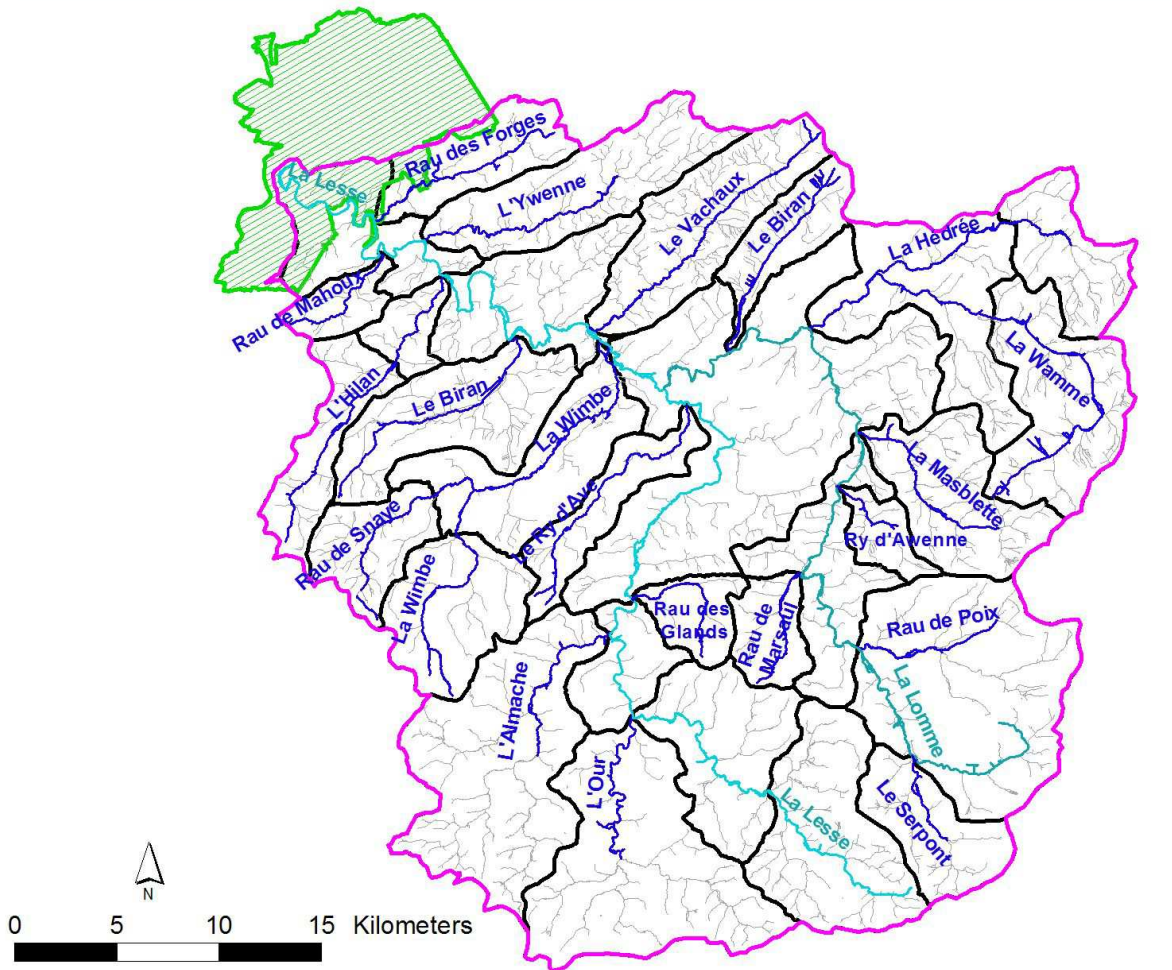 Rau des Forges
La Lesse
L'Ywenne
Le Vachaux
Le Biran
La Hédrée
Rau de Mahoux
La Wamme
L'Hilan
Le Biran
La Wimbe
La Masblette
Le Ry d'Ave
Ry d'Awenne
Rau de Snaye
La Wimbe
Rau des
Glands
Rau de
Marsault
Rau de Poix
L'Almache
La Lomme
L'Our
La Lesse
Le Serpont
N
0 5 10 15 Kilometers